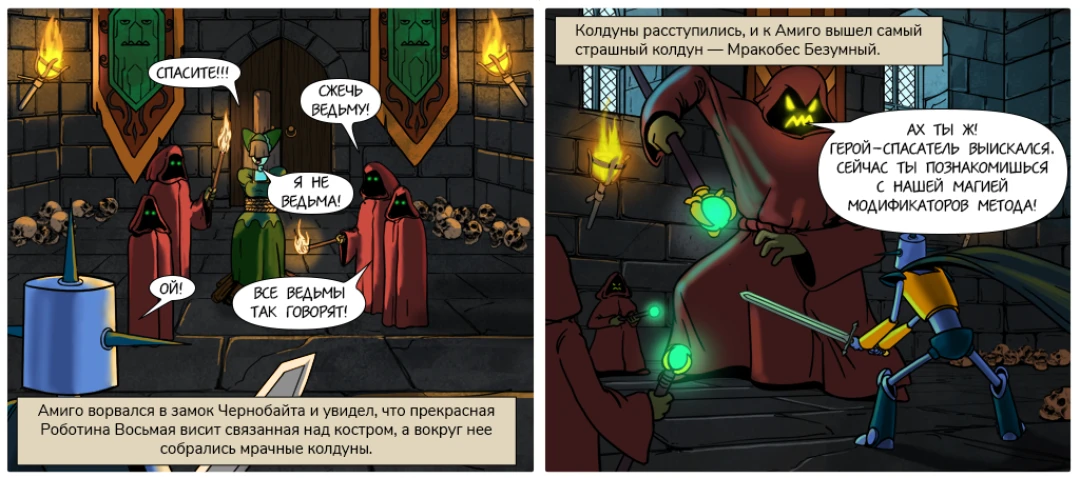 СПАСИТЕ!!!
СЖЕЧЬ
ВЕДЬМУ!
Я НЕ
ВЕДЬМА!
ОЙ!
ВСЕ ВЕДЬМЫ
ТАК ГОВОРЯТ!
Амиго ворвался в замок Чернобайта и увидел, что прекрасная
Роботина Восьмая висит связанная над костром, а вокруг нее
собрались мрачные колдуны.
Колдуны расступились, и к Амиго вышел самый
страшный колдун — Мракобес Безумный.
АХ ТЫ Ж!
ГЕРОЙ-СПАСАТЕЛЬ ВЫИСКАЛСЯ.
СЕЙЧАС ТЫ ПОЗНАКОМИШЬСЯ
С НАШЕЙ МАГИЕЙ
МОДИФИКАТОРОВ МЕТОДА!